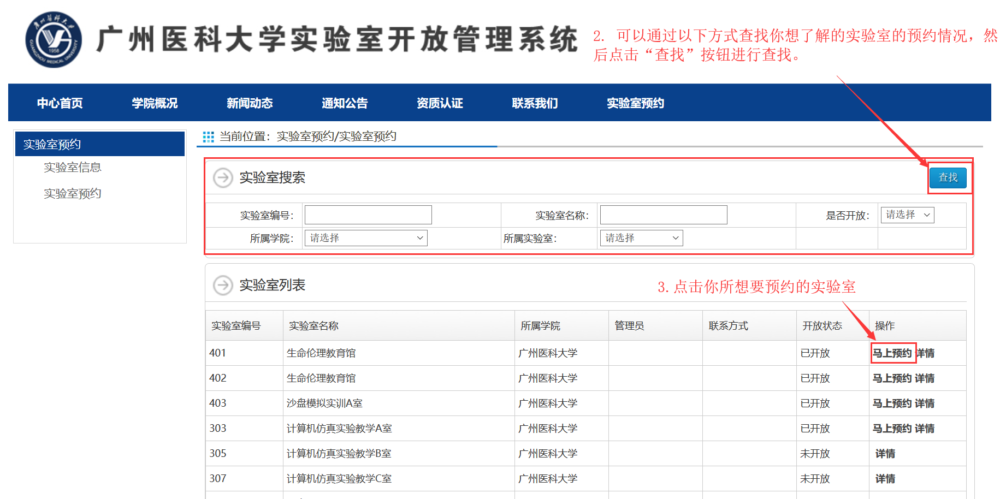 广州医科大学
GUANGZHOU MEDICAL UNIVERSITY
1958
广州医科大学实验室开放管理系统
2. 可以通过以下方式查找你想了解的实验室的预约情况，然
后点击“查找”按钮进行查找。
中心首页 学院概况 新闻动态 通知公告 资质认证 联系我们 实验室预约
实验室预约
实验室信息
实验室预约
当前位置：实验室预约/实验室预约
实验室搜索 查找
实验室编号： 实验室名称： 是否开放： 请选择
所属学院： 请选择 所属实验室： 请选择
实验室列表
3.点击你所想要预约的实验室
实验室编号 实验室名称 所属学院 管理员 联系方式 开放状态 操作
401 生命伦理教育馆 广州医科大学 已开放 马上预约 详情
402 生命伦理教育馆 广州医科大学 已开放 马上预约 详情
403 沙盘模拟实训A室 广州医科大学 已开放 马上预约 详情
303 计算机仿真实验教学A室 广州医科大学 已开放 马上预约 详情
305 计算机仿真实验教学B室 广州医科大学 未开放 详情
307 计算机仿真实验教学C室 广州医科大学 未开放 详情